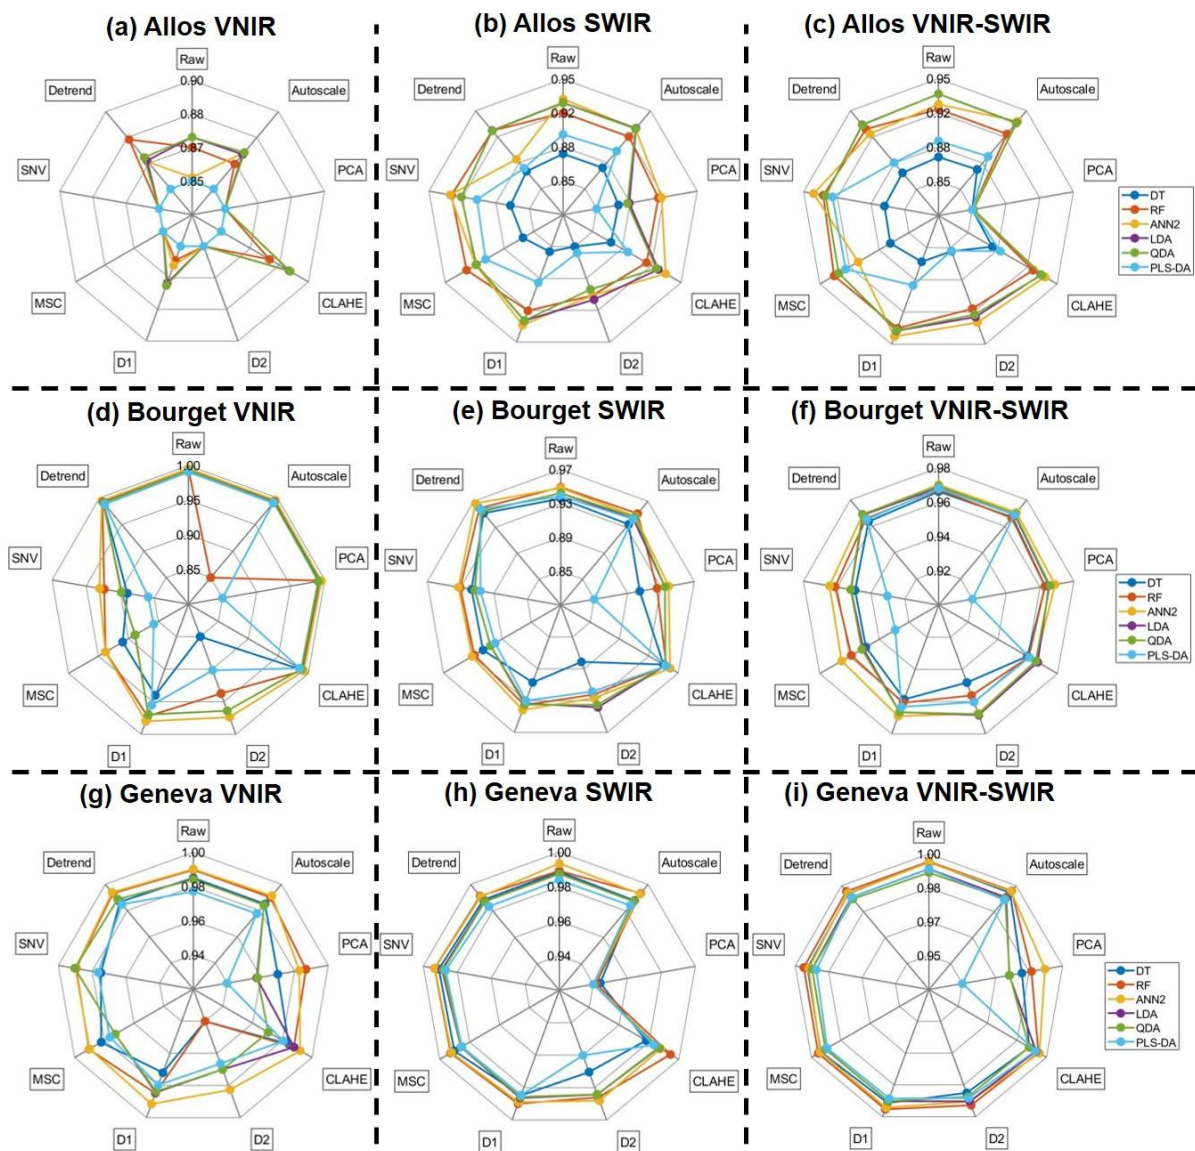 (a) Allos VNIR
Raw
0.90
Detrend
Autoscale
0.88
0.87
SNV
PCA
0.85
MSC
CLAHE
D1
D2
(b) Allos SWIR
Raw
0.95
Detrend
Autoscale
0.92
0.88
SNV
PCA
0.85
MSC
CLAHE
D1
D2
(c) Allos VNIR-SWIR
Raw
0.95
Detrend
Autoscale
0.92
0.88
SNV
PCA
0.85
MSC
CLAHE
D1
D2
DT
RF
ANN2
LDA
QDA
PLS-DA
(d) Bourget VNIR
Raw
1.00
Detrend
Autoscale
0.95
0.90
SNV
PCA
0.85
MSC
CLAHE
D1
D2
(e) Bourget SWIR
Raw
0.97
Detrend
Autoscale
0.93
0.89
SNV
PCA
0.85
MSC
CLAHE
D1
D2
(f) Bourget VNIR-SWIR
Raw
0.98
Detrend
Autoscale
0.96
0.94
SNV
PCA
0.92
MSC
CLAHE
D1
D2
DT
RF
ANN2
LDA
QDA
PLS-DA
(g) Geneva VNIR
Raw
1.00
Detrend
Autoscale
0.98
0.96
SNV
PCA
0.94
MSC
CLAHE
D1
D2
(h) Geneva SWIR
Raw
1.00
Detrend
Autoscale
0.98
0.96
SNV
PCA
0.94
MSC
CLAHE
D1
D2
(i) Geneva VNIR-SWIR
Raw
1.00
Detrend
Autoscale
0.98
0.97
SNV
PCA
0.95
MSC
CLAHE
D1
D2
DT
RF
ANN2
LDA
QDA
PLS-DA